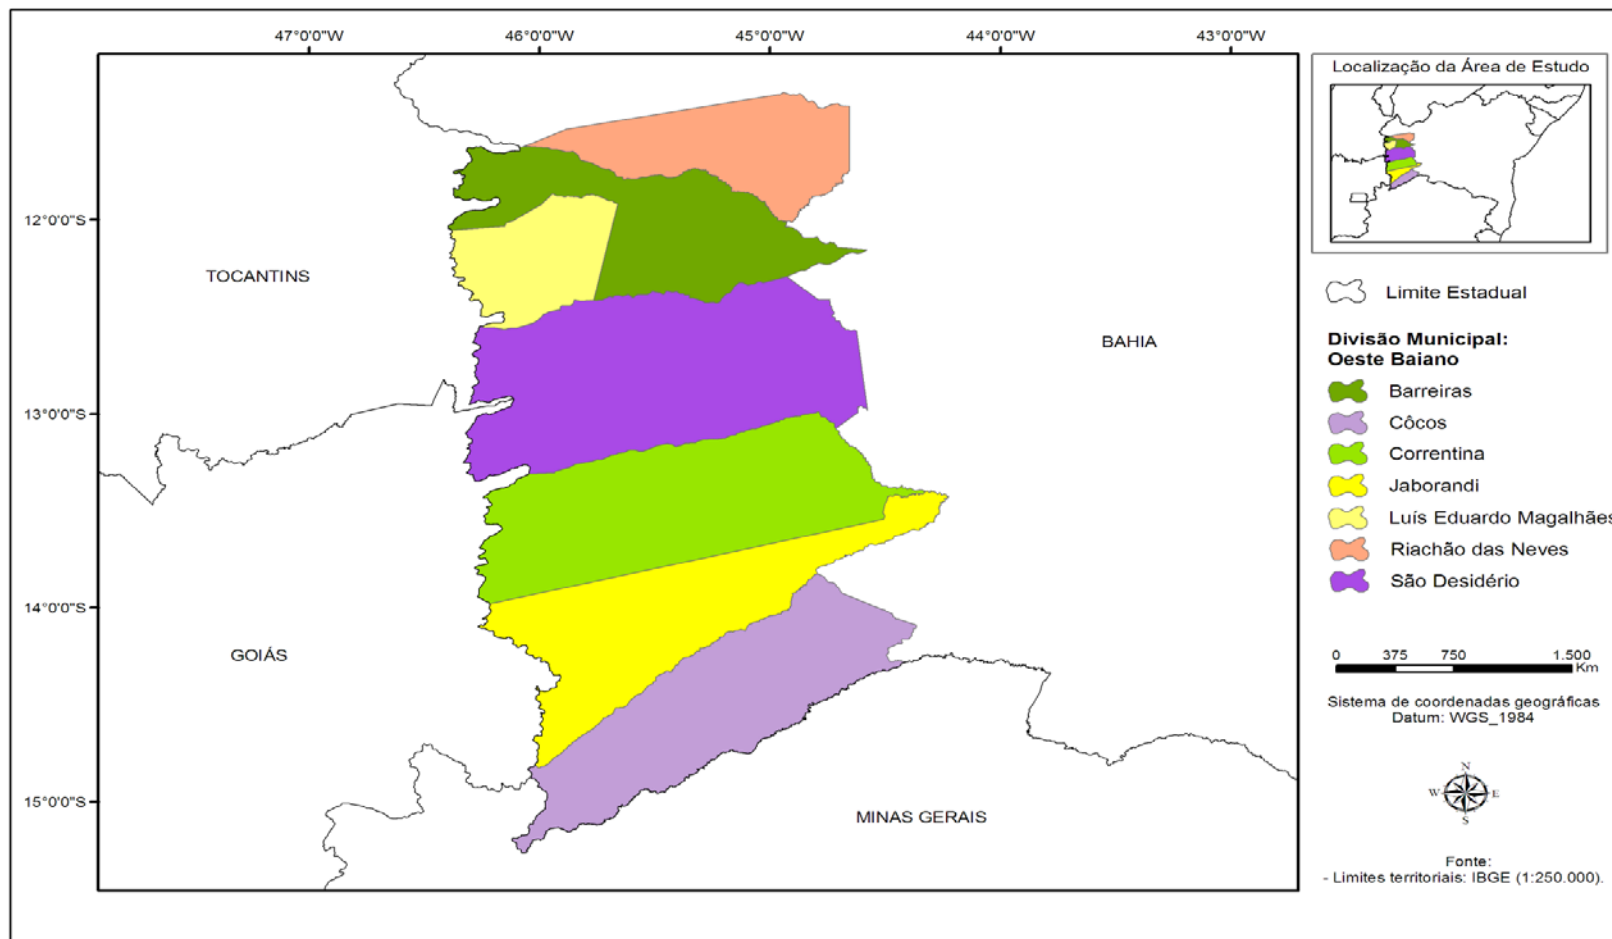 47°0'0"W 46°0'0"W 45°0'0"W 44°0'0"W 43°0'0"W
12°0'0"S
13°0'0"S
14°0'0"S
15°0'0"S
TOCANTINS
BAHIA
GOIÁS
MINAS GERAIS
Localização da Área de Estudo
Limite Estadual
Divisão Municipal:
Oeste Baiano
Barreiras
Côcos
Correntina
Jaborandi
Luís Eduardo Magalhães
Riachão das Neves
São Desidério
0 375 750 1.500
Km
Sistema de coordenadas geográficas
Datum: WGS_1984
N
W E
S
Fonte:
- Limites territoriais: IBGE (1:250.000).